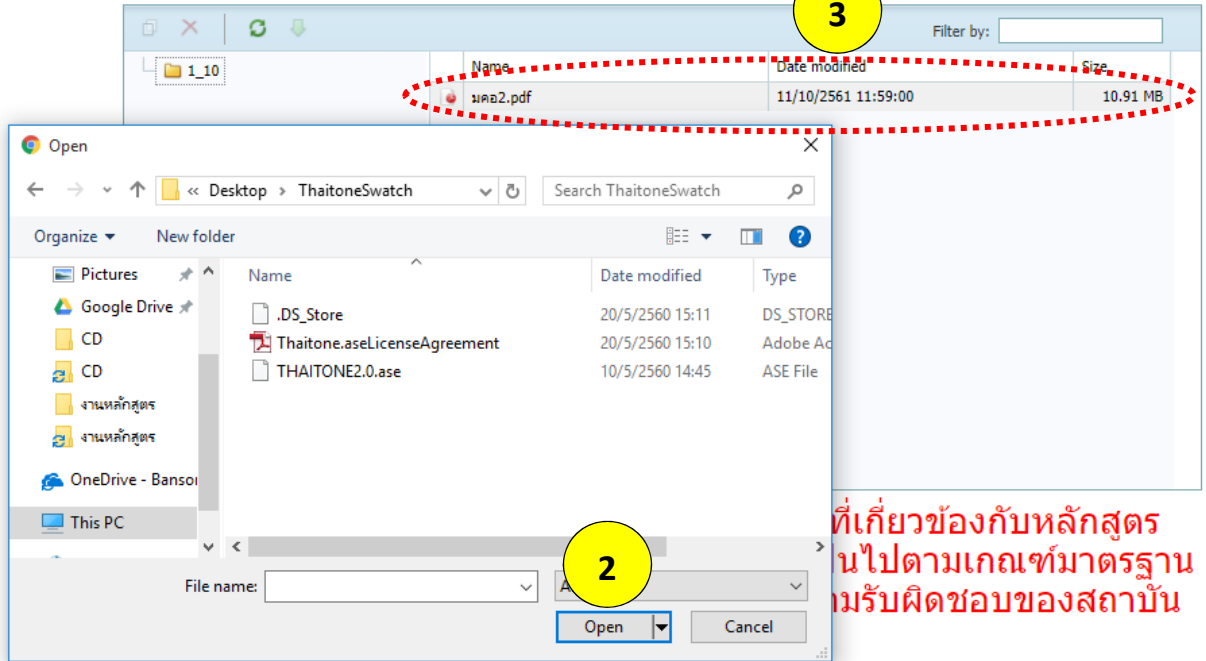 3
Filter by:
1_10
Name Date modified Size
มคอ2.pdf 11/10/2561 11:59:00 10.91 MB
Open
« Desktop > ThaitoneSwatch Search ThaitoneSwatch
Organize New folder
Pictures Name Date modified Type
Google Drive .DS_Store 20/5/2560 15:11 DS_STORE
CD Thaitone.aseLicenseAgreement 20/5/2560 15:10 Adobe Ac
CD THAITONE2.0.ase 10/5/2560 14:45 ASE File
งานหลักสูตร
งานหลักสูตร
OneDrive - Banso
This PC
ที่เกี่ยวข้องกับหลักสูตร
นไปตามเกณฑ์มาตรฐาน
มรับผิดชอบของสถาบัน
2
File name:
Open Cancel